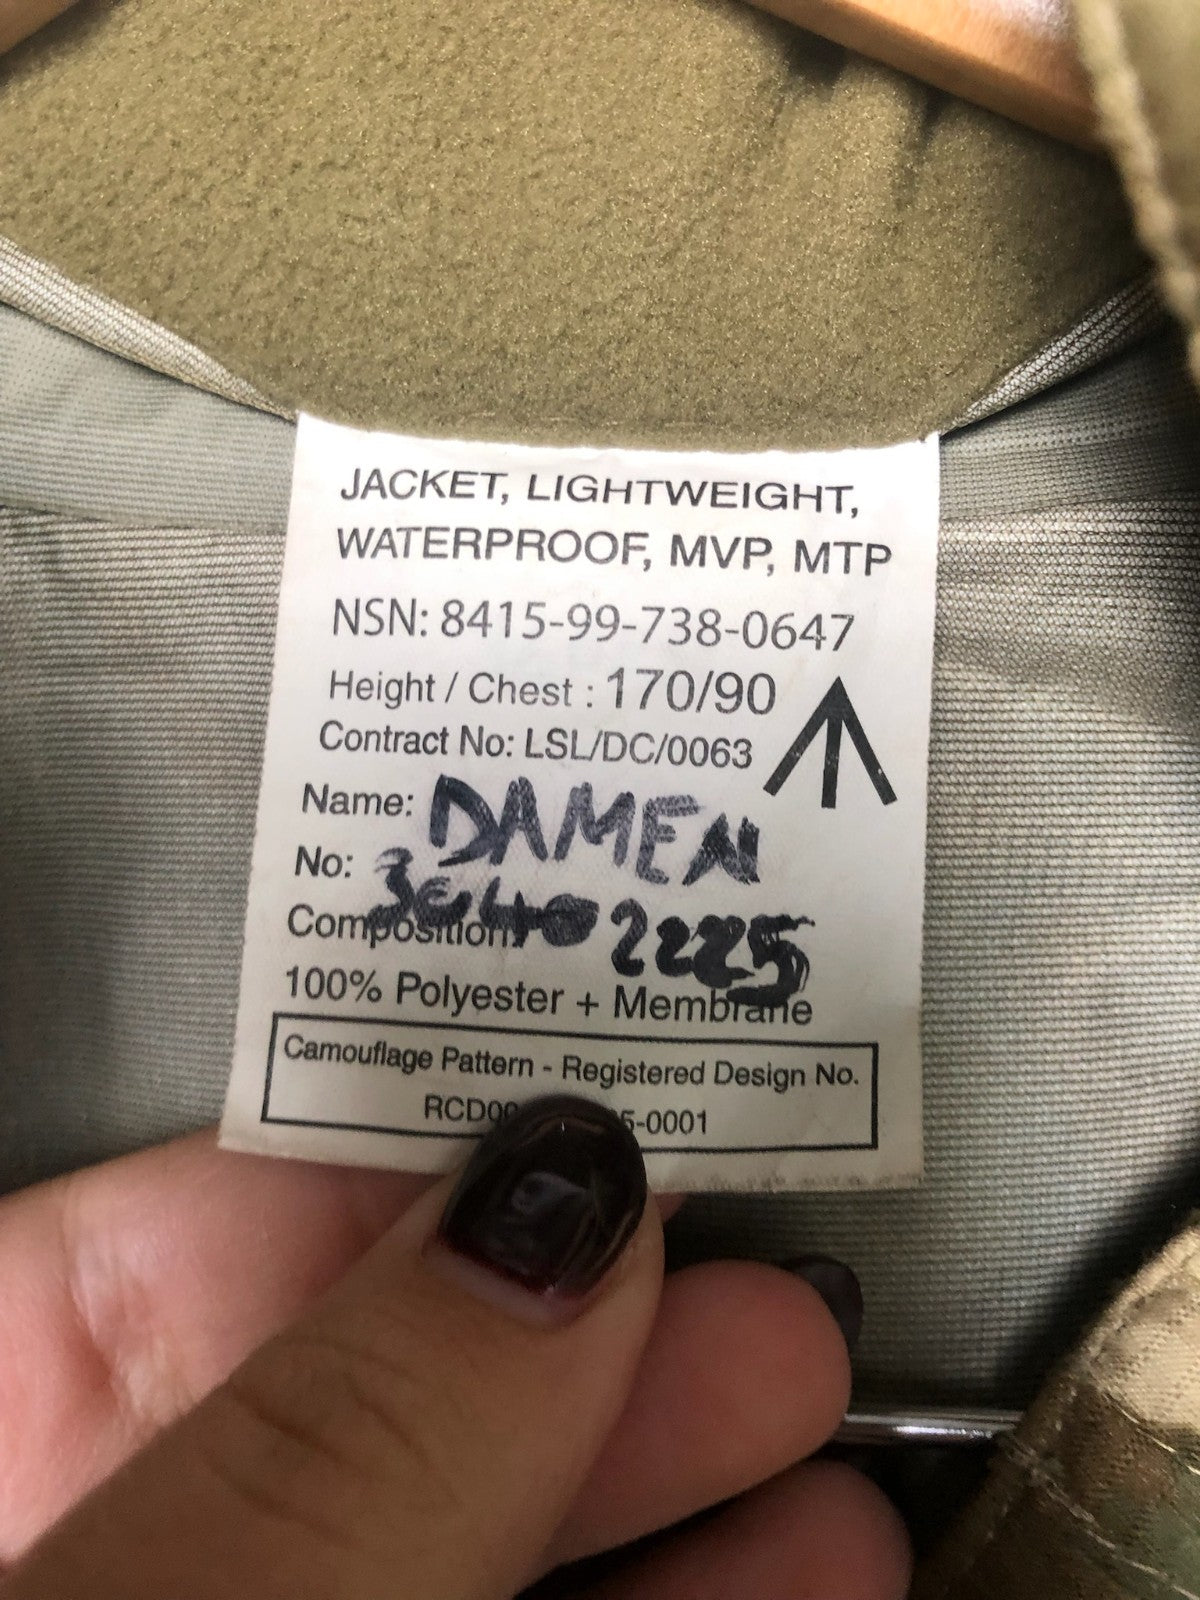 JACKET, LIGHTWEIGHT,
WATERPROOF, MVP, MTP
NSN: 8415-99-738-0647
Height / Chest : 170/90
Contract No: LSL/DC/0063
Name: DAMEN
No:
Composition:
100% Polyester + Membrane
Camouflage Pattern - Registered Design No.